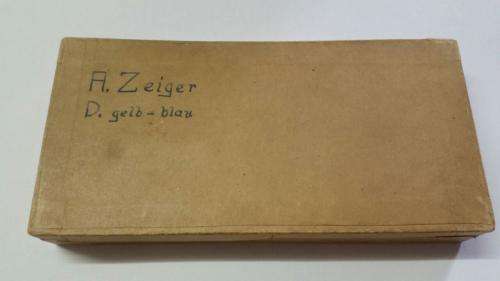 A. Zeiger
D. gelb - blau